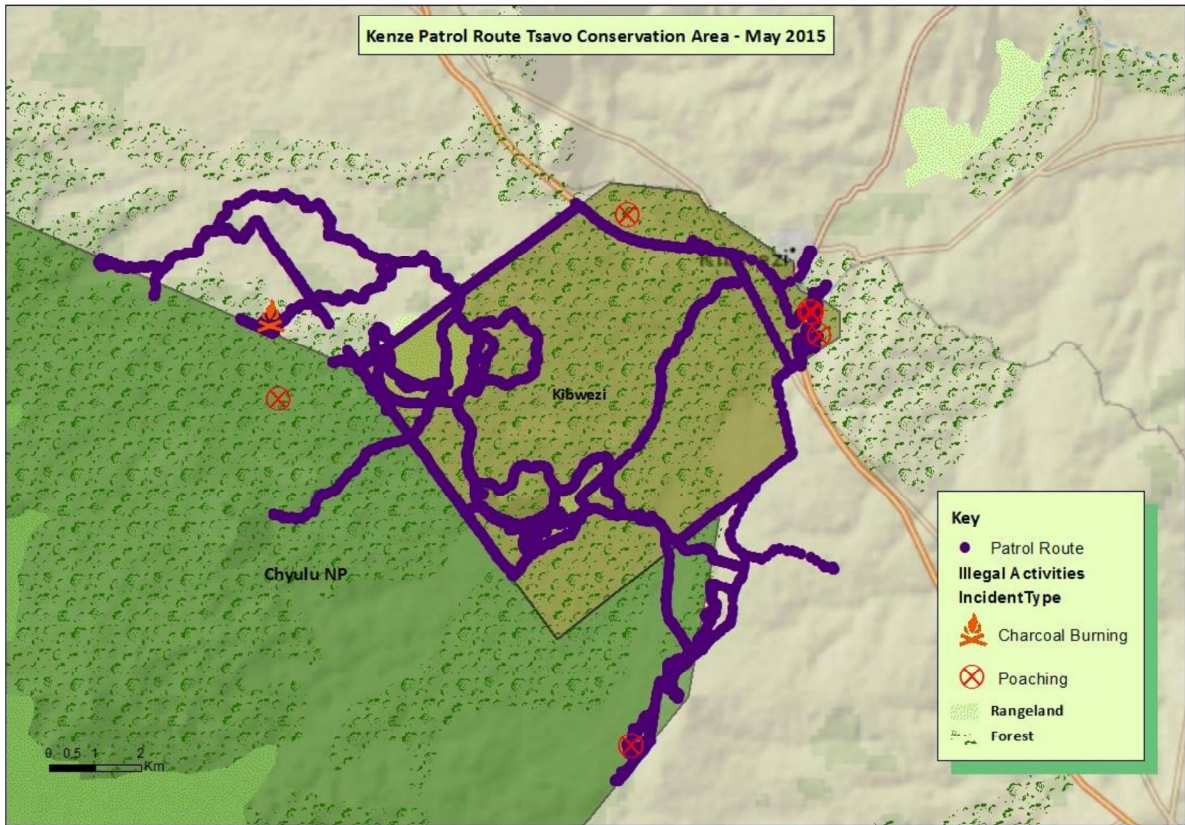 Kenze Patrol Route Tsavo Conservation Area - May 2015
Kibwezi
Kibwezi
Chyulu NP
Key
Patrol Route
Illegal Activities
IncidentType
Charcoal Burning
Poaching
Rangeland
Forest
0 0.5 1 2
Km